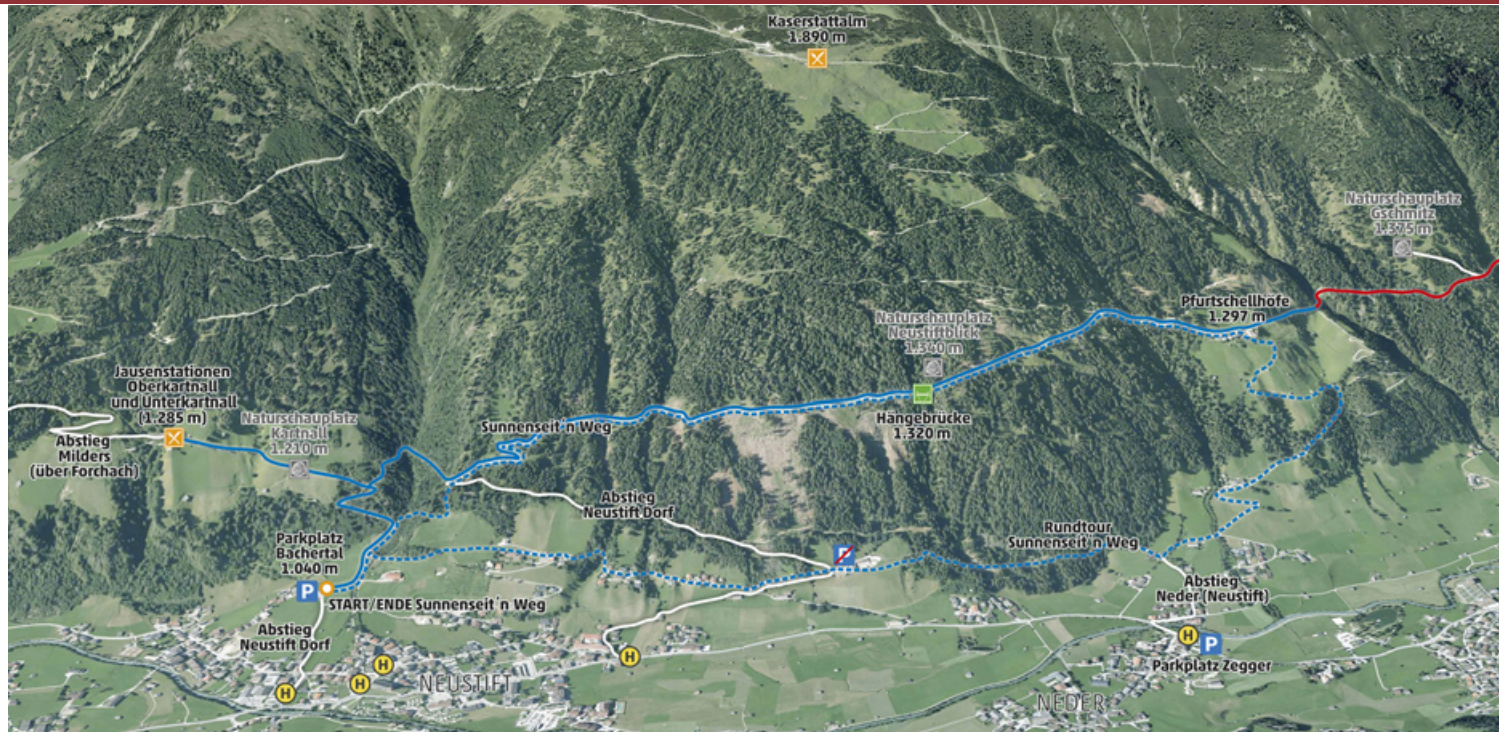 Kaserstattalm
1.890 m
Naturschauplatz
Gschmitz
1.375 m
Pfurtschellhöfe
1.297 m
Naturschauplatz
Neustiftblick
1.340 m
Jausenstationen
Oberkartnall
und Unterkartnall
(1.285 m)
Naturschauplatz
Kartnall
1.210 m
Abstieg
Milders
(über Forchach)
Sunnenseit´n Weg
Hängebrücke
1.320 m
Abstieg
Neustift Dorf
Parkplatz
Bachertal
1.040 m
P
START/ENDE Sunnenseit´n Weg
P
Rundtour
Sunnenseit´n Weg
Abstieg
Neder (Neustift)
Abstieg
Neustift Dorf
H
H
H
H
NEUSTIFT
H
P
Parkplatz Zegger
NEDER